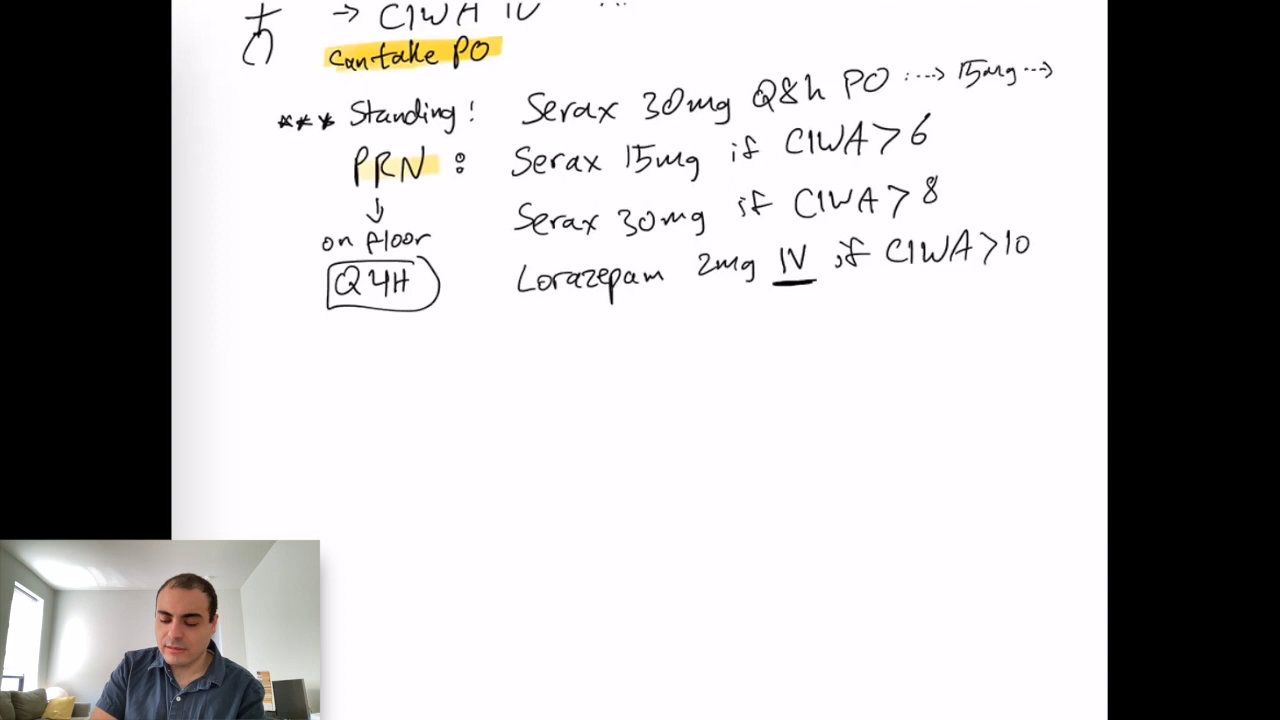 → CIWA 10 ...
Can take PO
*** Standing! Serax 30mg Q8h PO ...→ 15mg ...→
PRN : Serax 15mg if CIWA > 6
↓ Serax 30mg if CIWA > 8
on floor
Q4H Lorazepam 2mg IV if CIWA > 10